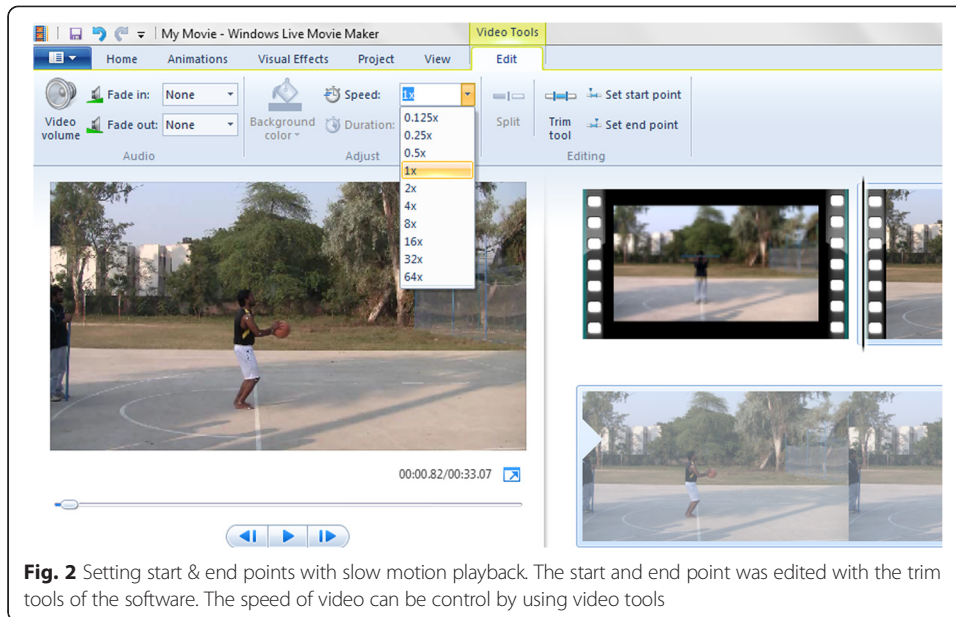 My Movie - Windows Live Movie Maker
Video Tools
Home Animations Visual Effects Project View Edit
Video volume
Fade in: None
Fade out: None
Audio
Background color
Speed: 1x
Duration:
Adjust
0.125x
0.25x
0.5x
1x
2x
4x
8x
16x
32x
64x
Split
Trim tool
Set start point
Set end point
Editing
00:00.82/00:33.07
Fig. 2 Setting start & end points with slow motion playback. The start and end point was edited with the trim
tools of the software. The speed of video can be control by using video tools